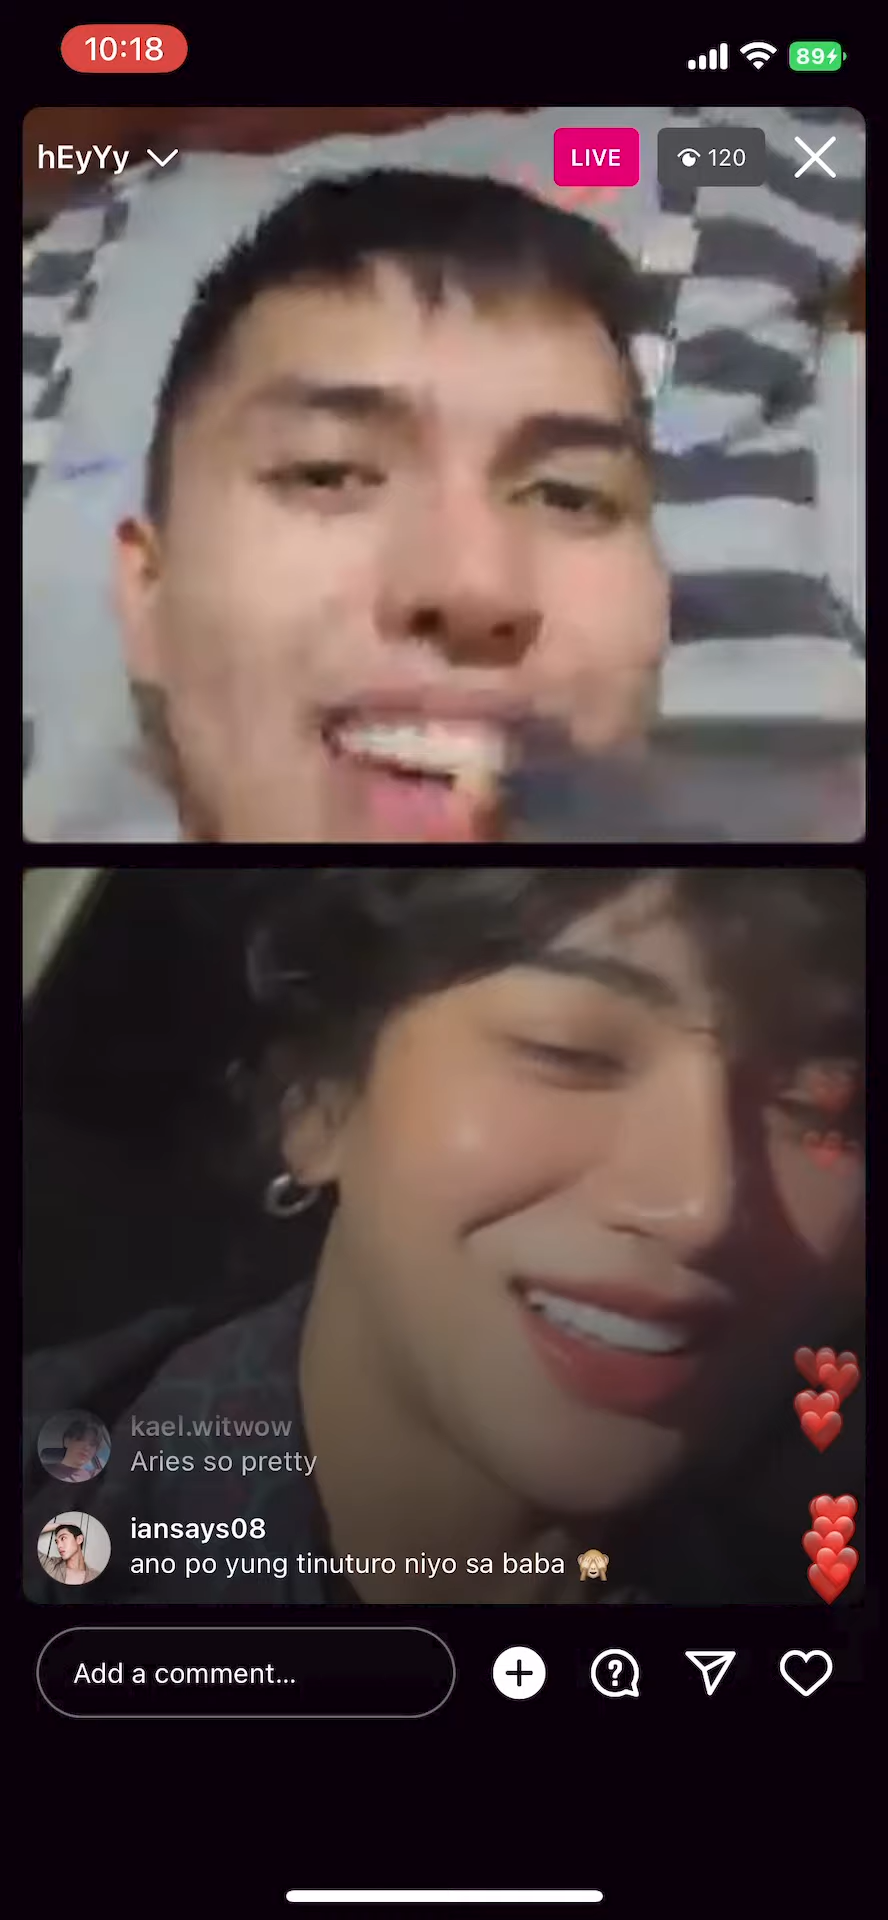 10:18
89
hEyYy
LIVE
120
kael.witwow
Aries so pretty
iansays08
ano po yung tinuturo niyo sa baba 🙈
Add a comment...